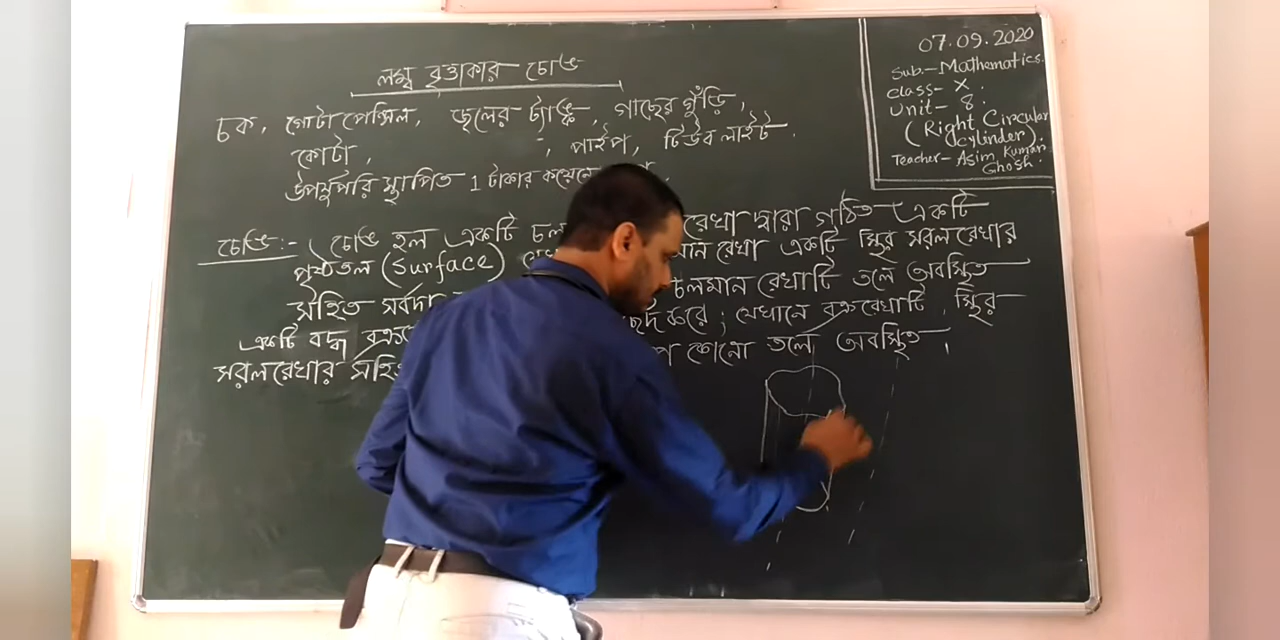 লম্ব বৃত্তাকার চোঙ
চক, গোটা পেন্সিল, জলের ট্যাঙ্ক, গাছের গুঁড়ি,
কোটা, , পাইপ, টিউব লাইট.
উপর্যুপরি স্থাপিত 1 টাকার কয়েনের
চোঙ:- চোঙ হল একটি রেখা দ্বারা গঠিত একটি
পৃষ্ঠতল (Surface) রেখা একটি স্থির সরলরেখার
সহিত সর্বদা চলমান রেখাটি তলে অবস্থিত
একটি বদ্ধ করে; যেখানে বক্ররেখাটি, স্থির
সরলরেখার সহিত কোনো তলে অবস্থিত,
07.09.2020
Sub.- Mathematics.
Class- X.
Unit- 8.
(Right Circular
Cylinder).
Teacher- Asim Kumar
Ghosh.